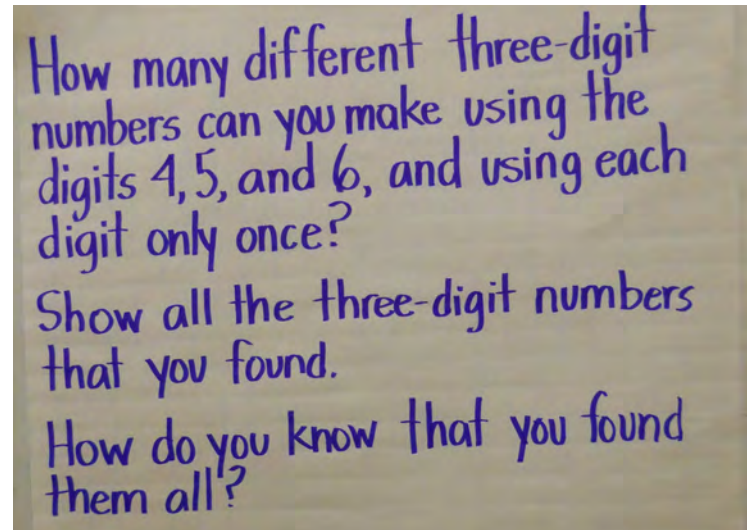 How many different three-digit
numbers can you make using the
digits 4, 5, and 6, and using each
digit only once?
Show all the three-digit numbers
that you found.
How do you know that you found
them all?